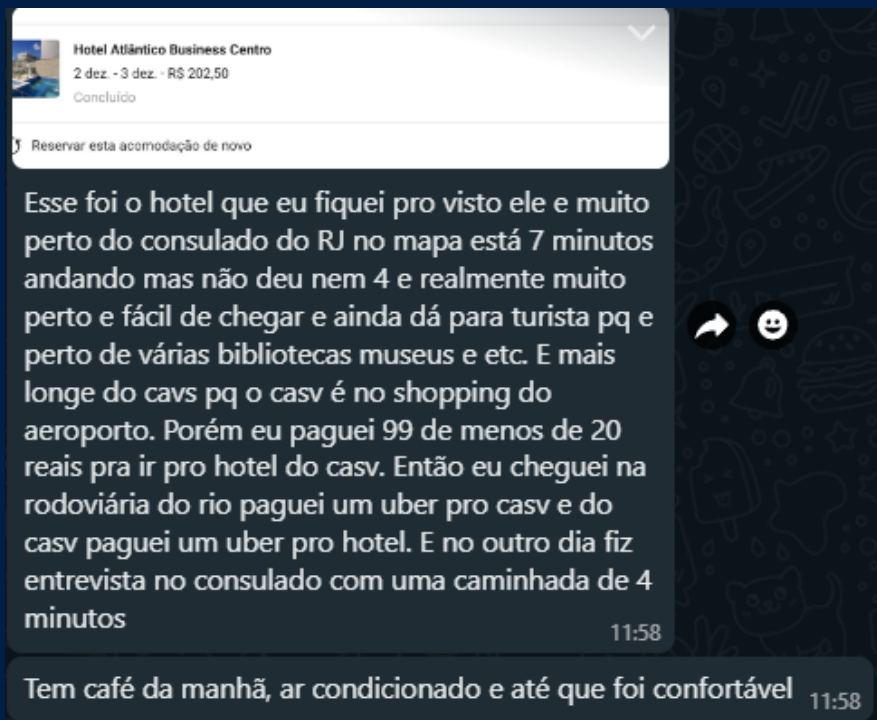 Hotel Atlântico Business Centro
2 dez. - 3 dez. · R$ 202,50
Concluído
Reservar esta acomodação de novo
Esse foi o hotel que eu fiquei pro visto ele e muito
perto do consulado do RJ no mapa está 7 minutos
andando mas não deu nem 4 e realmente muito
perto e fácil de chegar e ainda dá para turista pq e
perto de várias bibliotecas museus e etc. E mais
longe do cavs pq o casv é no shopping do
aeroporto. Porém eu paguei 99 de menos de 20
reais pra ir pro hotel do casv. Então eu cheguei na
rodoviária do rio paguei um uber pro casv e do
casv paguei um uber pro hotel. E no outro dia fiz
entrevista no consulado com uma caminhada de 4
minutos
11:58
Tem café da manhã, ar condicionado e até que foi confortável 11:58